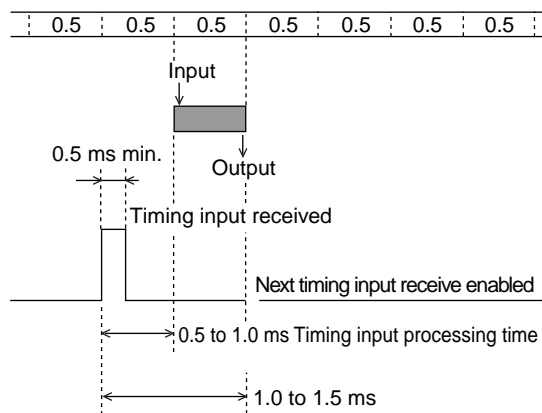 0.5 0.5 0.5 0.5 0.5 0.5 0.5
Input
0.5 ms min.
Output
Timing input received
Next timing input receive enabled
0.5 to 1.0 ms Timing input processing time
1.0 to 1.5 ms